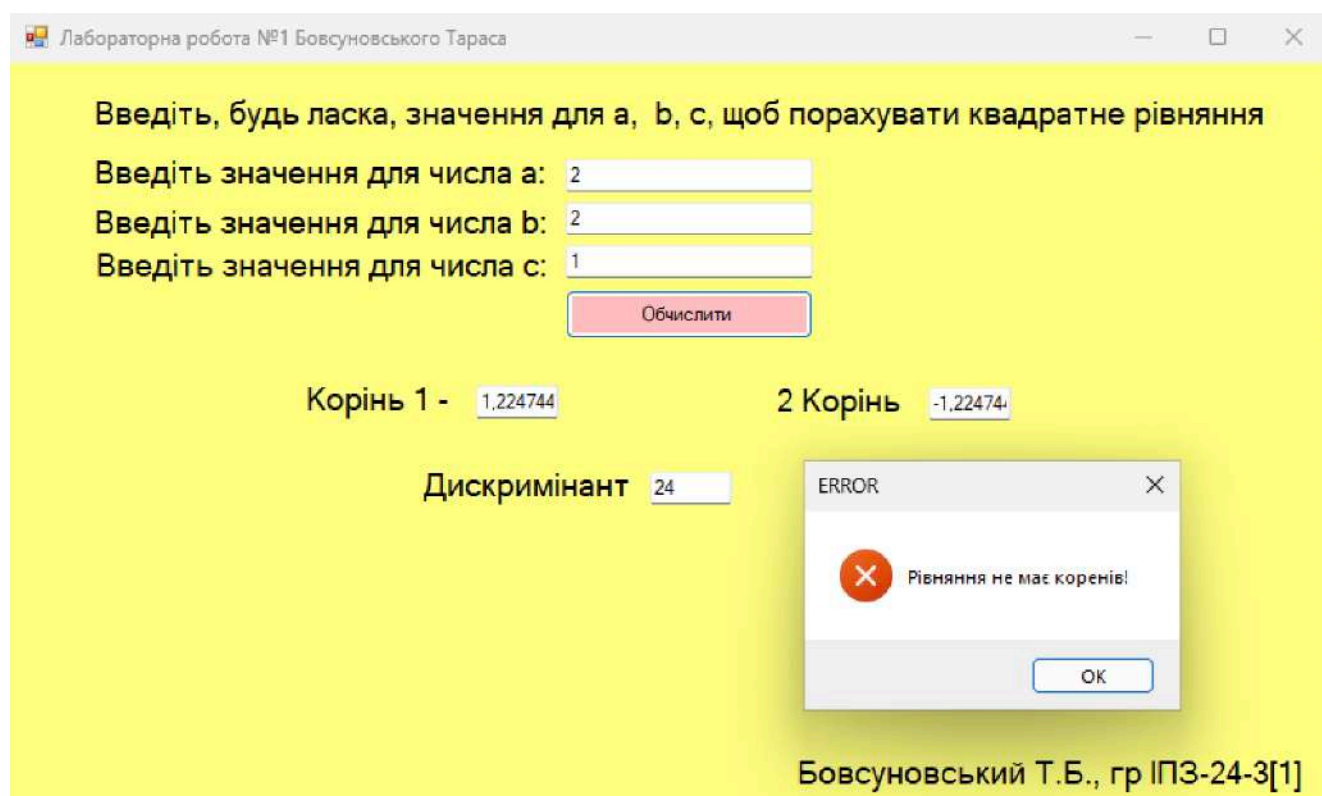 Лабораторна робота №1 Бовсуновського Тараса
Введіть, будь ласка, значення для a, b, c, щоб порахувати квадратне рівняння
Введіть значення для числа a: 2
Введіть значення для числа b: 2
Введіть значення для числа c: 1
Обчислити
Корінь 1 - 1,224744 2 Корінь -1,22474
Дискримінант 24
ERROR
Рівняння не має коренів!
OK
Бовсуновський Т.Б., гр ІПЗ-24-3[1]